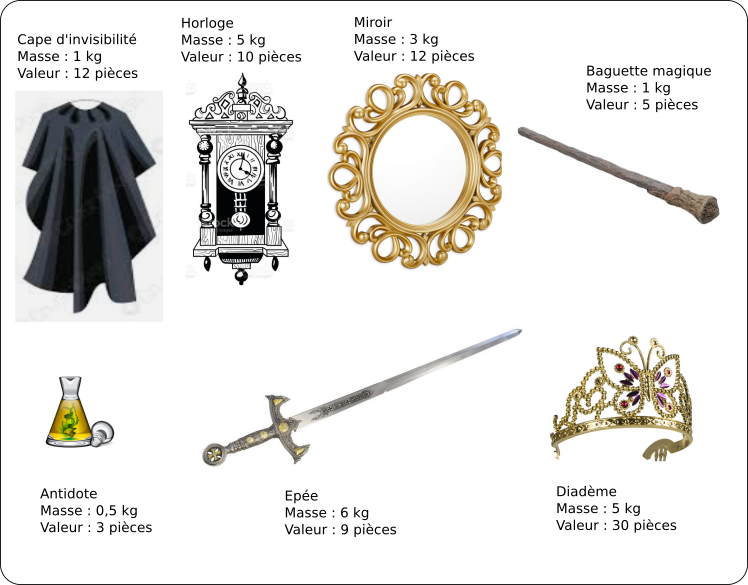 Cape d'invisibilité
Masse : 1 kg
Valeur : 12 pièces
Horloge
Masse : 5 kg
Valeur : 10 pièces
Miroir
Masse : 3 kg
Valeur : 12 pièces
Baguette magique
Masse : 1 kg
Valeur : 5 pièces
Antidote
Masse : 0,5 kg
Valeur : 3 pièces
Epée
Masse : 6 kg
Valeur : 9 pièces
Diadème
Masse : 5 kg
Valeur : 30 pièces